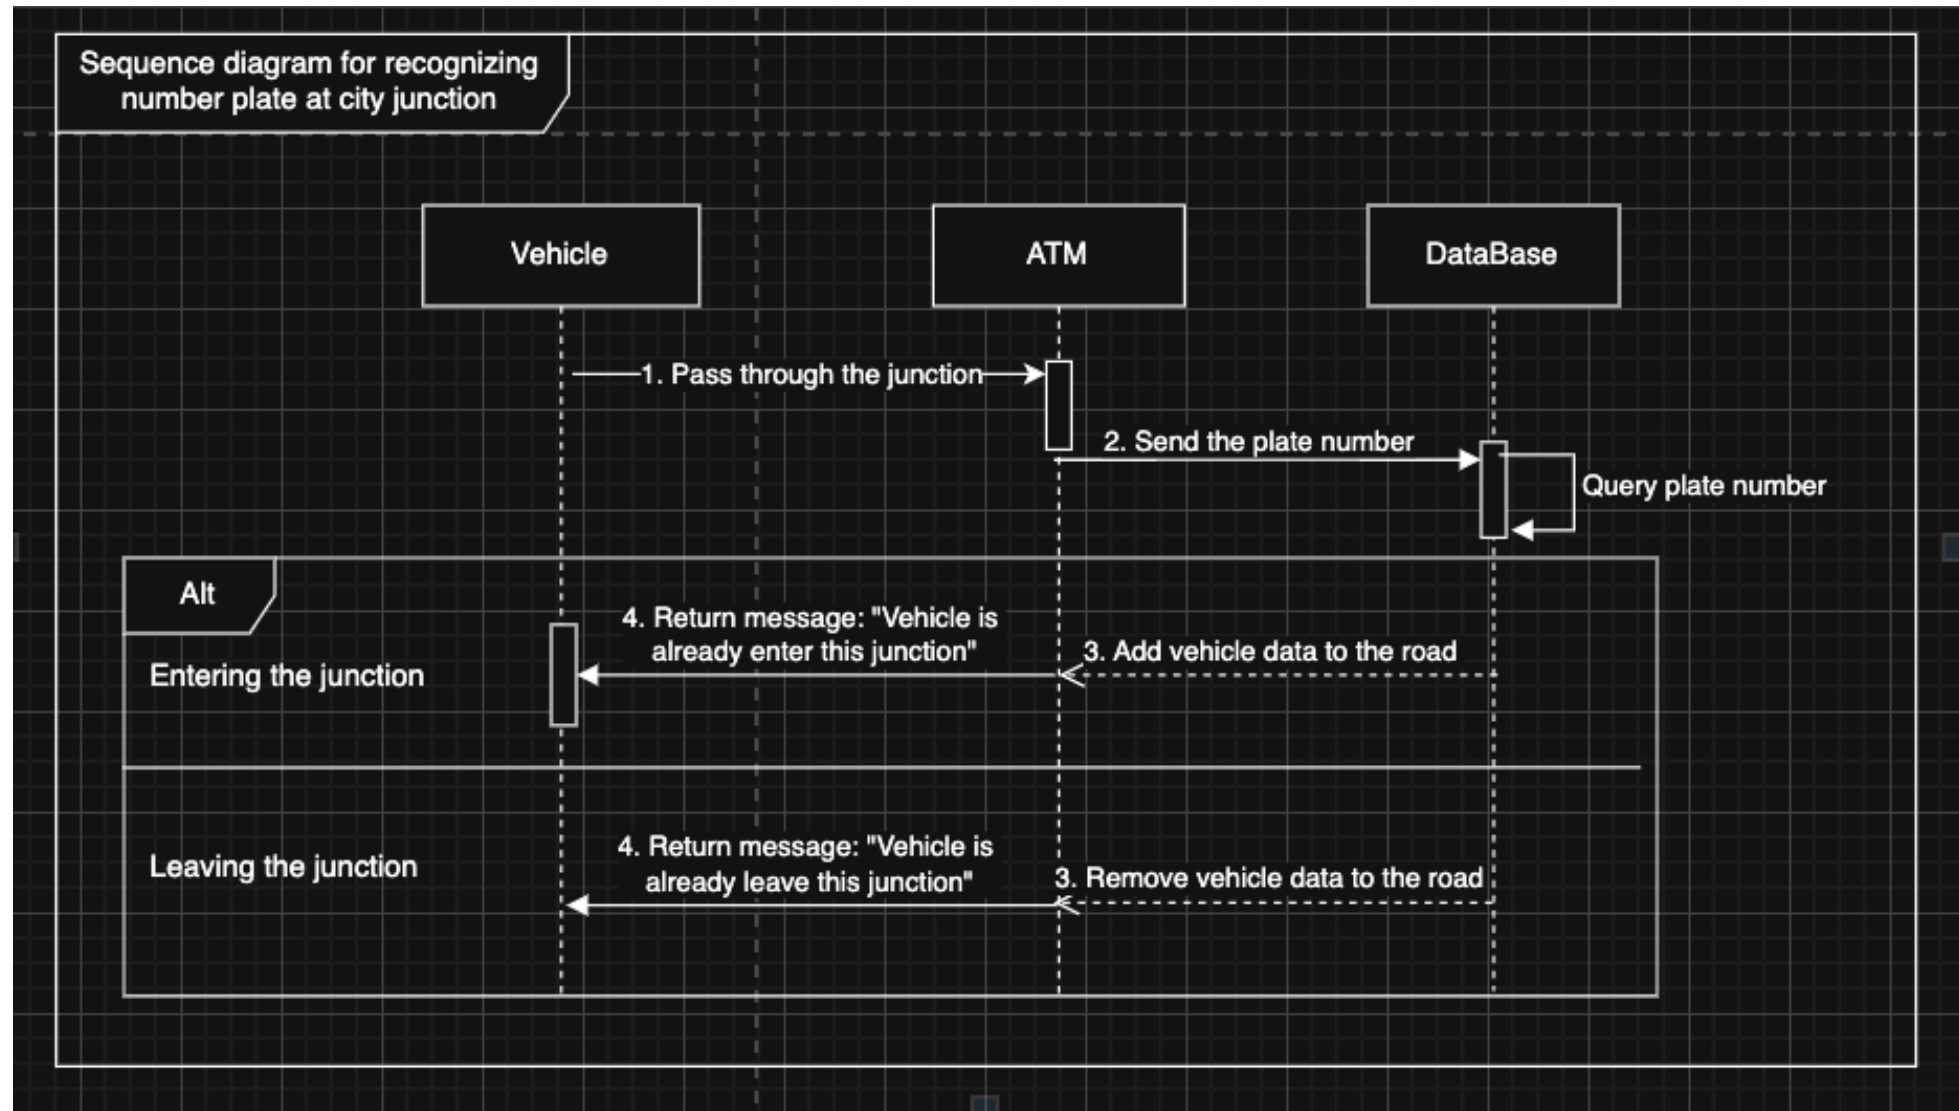 Sequence diagram for recognizing
number plate at city junction
Vehicle
ATM
DataBase
1. Pass through the junction
2. Send the plate number
Query plate number
Alt
4. Return message: "Vehicle is
already enter this junction"
3. Add vehicle data to the road
Entering the junction
4. Return message: "Vehicle is
already leave this junction"
3. Remove vehicle data to the road
Leaving the junction